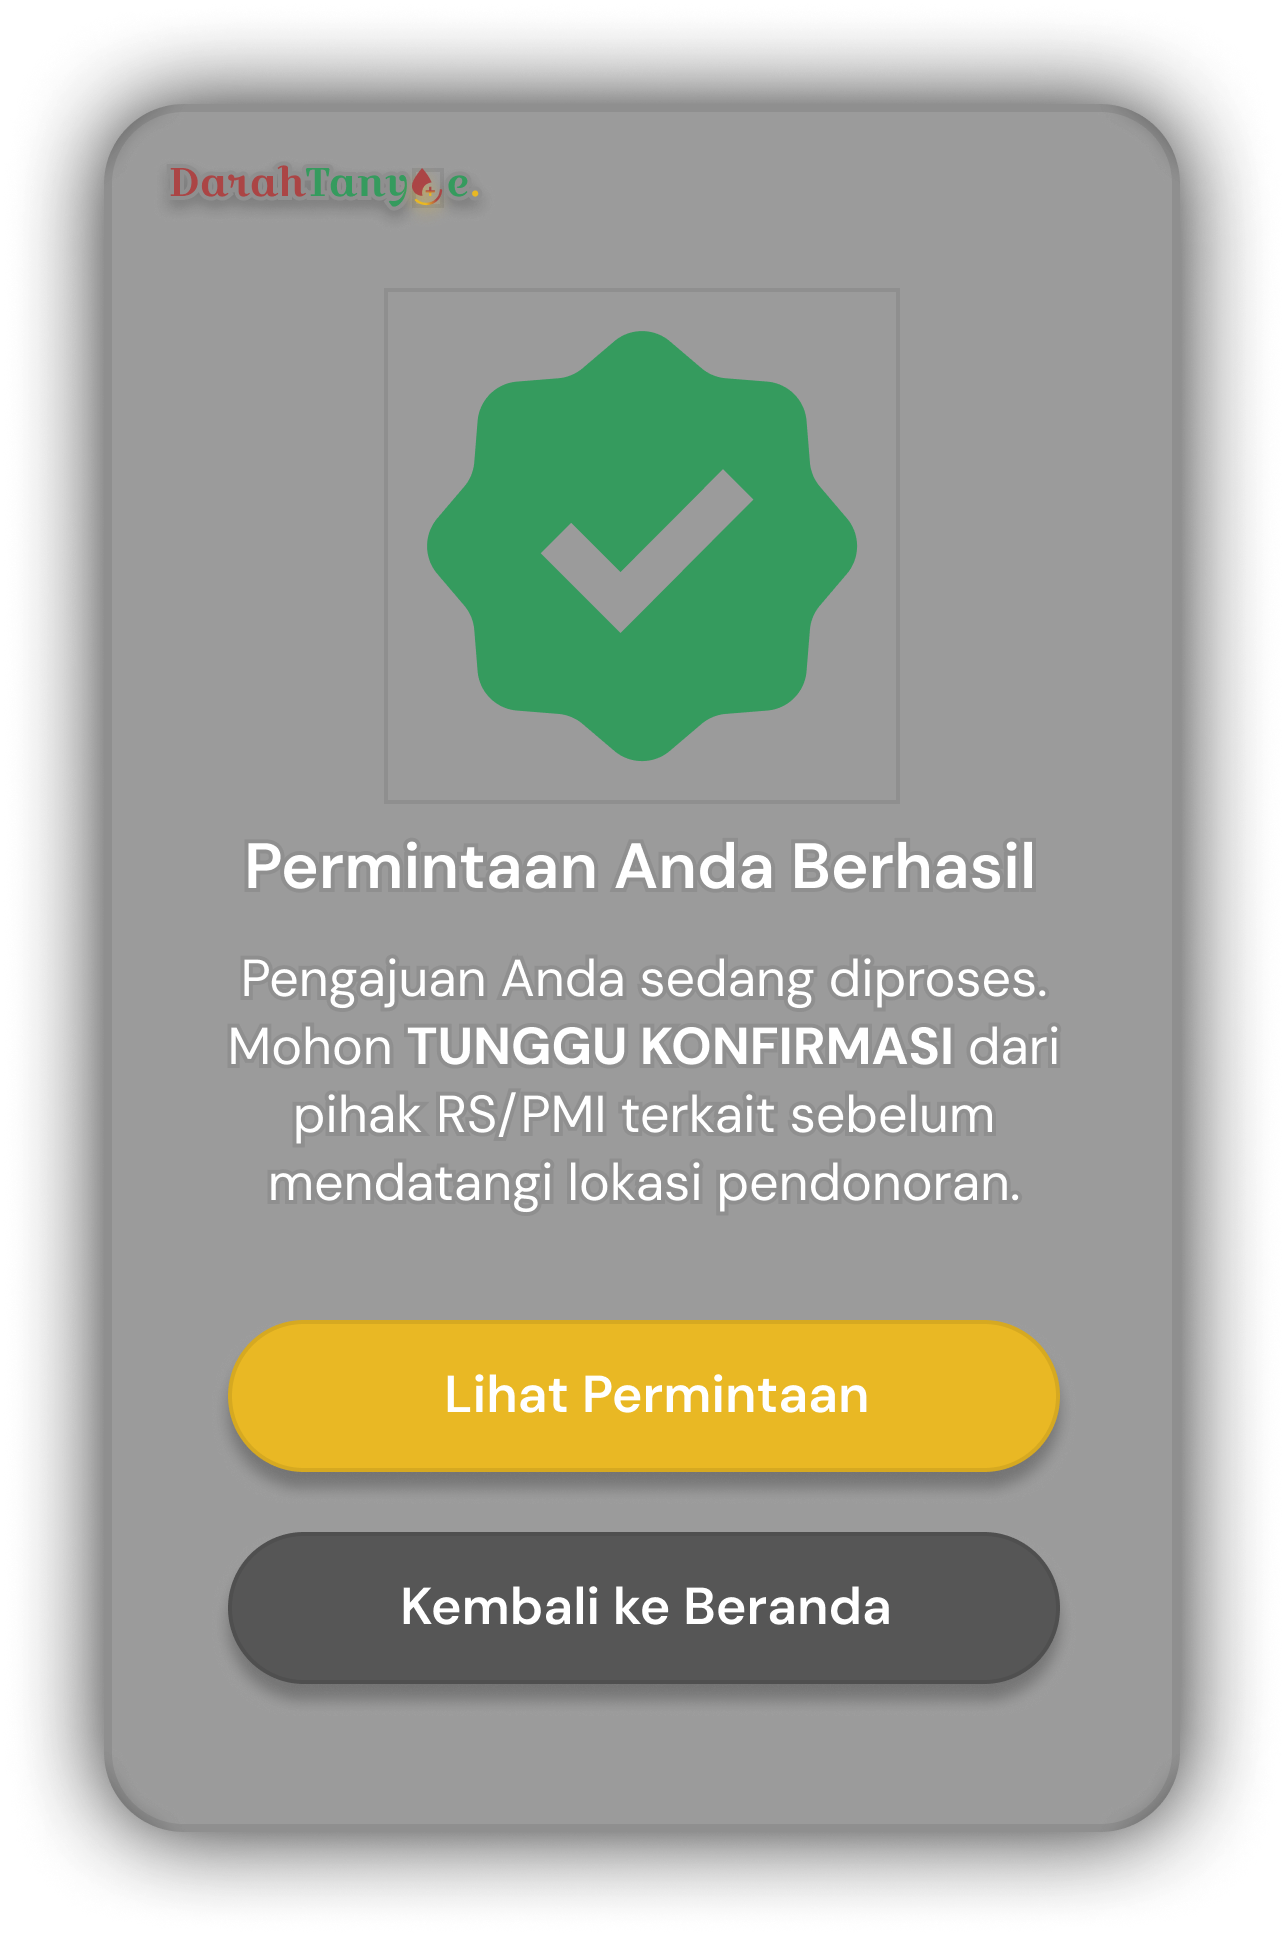 DarahTanyoe.
Permintaan Anda Berhasil
Pengajuan Anda sedang diproses.
Mohon TUNGGU KONFIRMASI dari
pihak RS/PMI terkait sebelum
mendatangi lokasi pendonoran.
Lihat Permintaan
Kembali ke Beranda